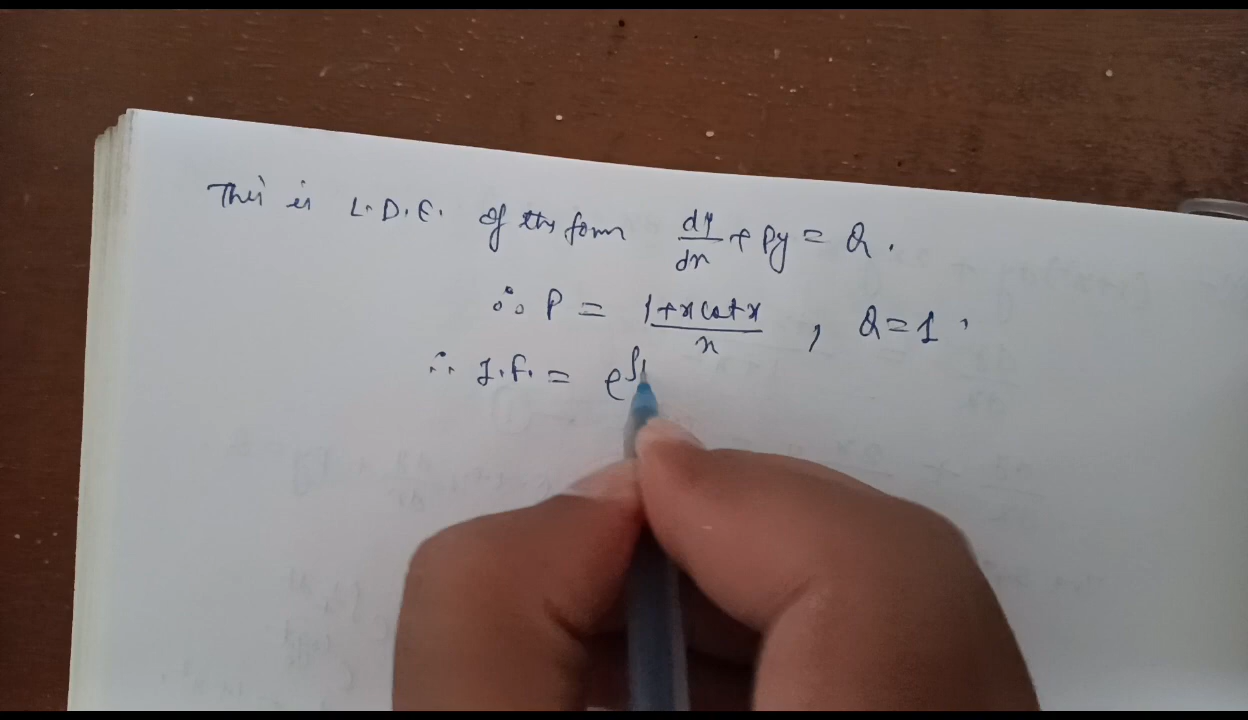 This is L.D.E. of the form dy/dx + Py = Q.
∴ P = (1+x cot x)/x , Q = 1 .
∴ I.F. = e^∫